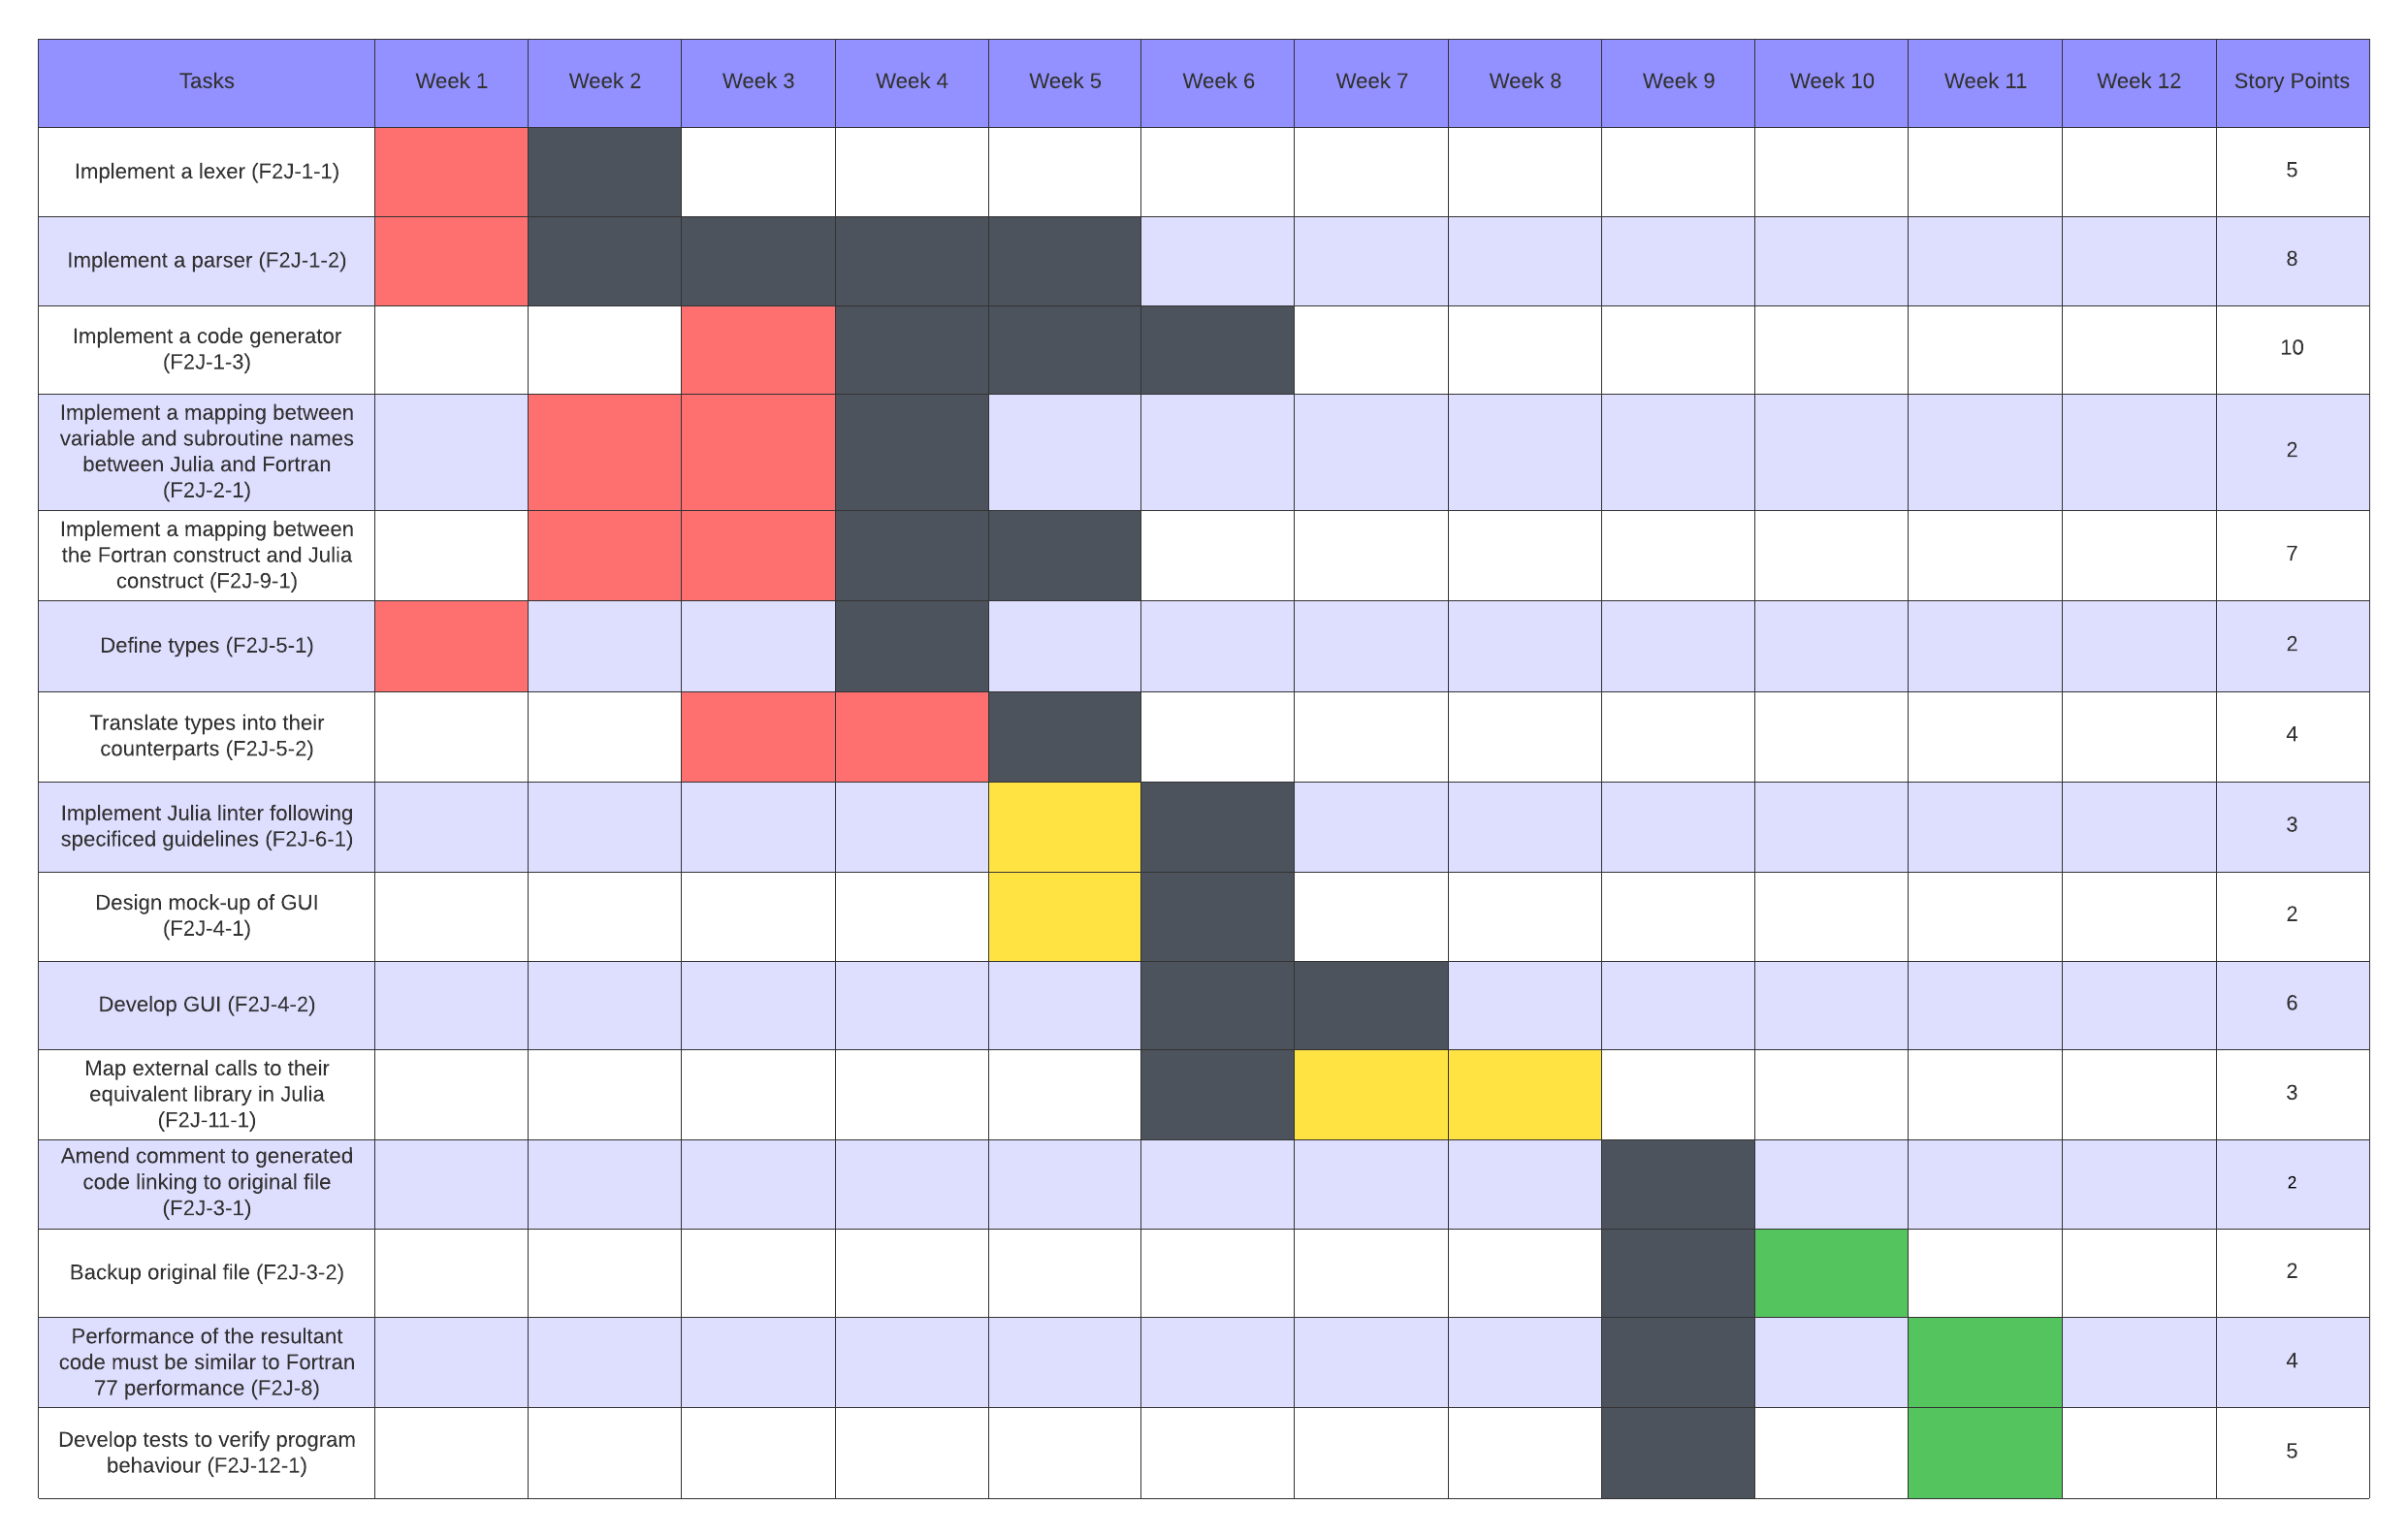 Tasks Week 1 Week 2 Week 3 Week 4 Week 5 Week 6 Week 7 Week 8 Week 9 Week 10 Week 11 Week 12 Story Points
Implement a lexer (F2J-1-1) 5
Implement a parser (F2J-1-2) 8
Implement a code generator
(F2J-1-3)
10
Implement a mapping between
variable and subroutine names
between Julia and Fortran
(F2J-2-1)
2
Implement a mapping between
the Fortran construct and Julia
construct (F2J-9-1)
7
Define types (F2J-5-1) 2
Translate types into their
counterparts (F2J-5-2)
4
Implement Julia linter following
specificed guidelines (F2J-6-1)
3
Design mock-up of GUI
(F2J-4-1)
2
Develop GUI (F2J-4-2) 6
Map external calls to their
equivalent library in Julia
(F2J-11-1)
3
Amend comment to generated
code linking to original file
(F2J-3-1)
2
Backup original file (F2J-3-2) 2
Performance of the resultant
code must be similar to Fortran
77 performance (F2J-8)
4
Develop tests to verify program
behaviour (F2J-12-1)
5